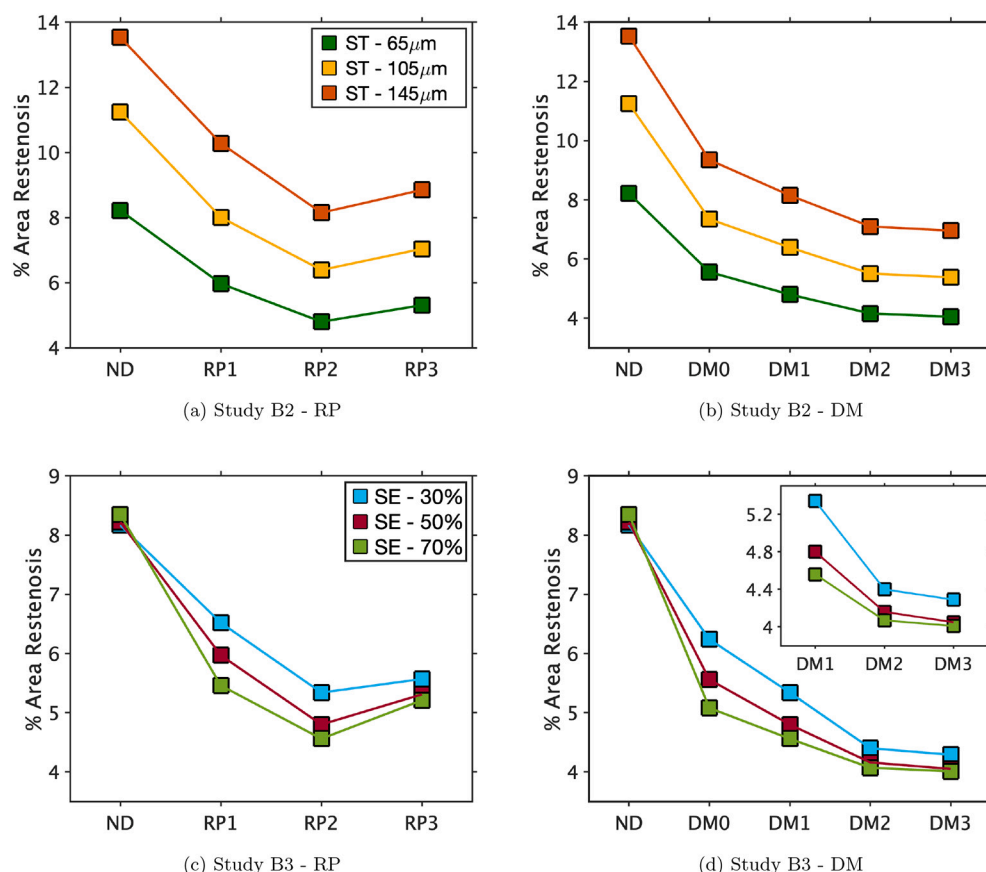 14
12
10
8
6
4
% Area Restenosis
ST - 65μm
ST - 105μm
ST - 145μm
ND
RP1
RP2
RP3
(a) Study B2 - RP
14
12
10
8
6
4
% Area Restenosis
ND
DM0
DM1
DM2
DM3
(b) Study B2 - DM
9
8
7
6
5
4
% Area Restenosis
SE - 30%
SE - 50%
SE - 70%
ND
RP1
RP2
RP3
(c) Study B3 - RP
9
8
7
6
5
4
% Area Restenosis
5.2
4.8
4.4
4
DM1
DM2
DM3
ND
DM0
DM1
DM2
DM3
(d) Study B3 - DM